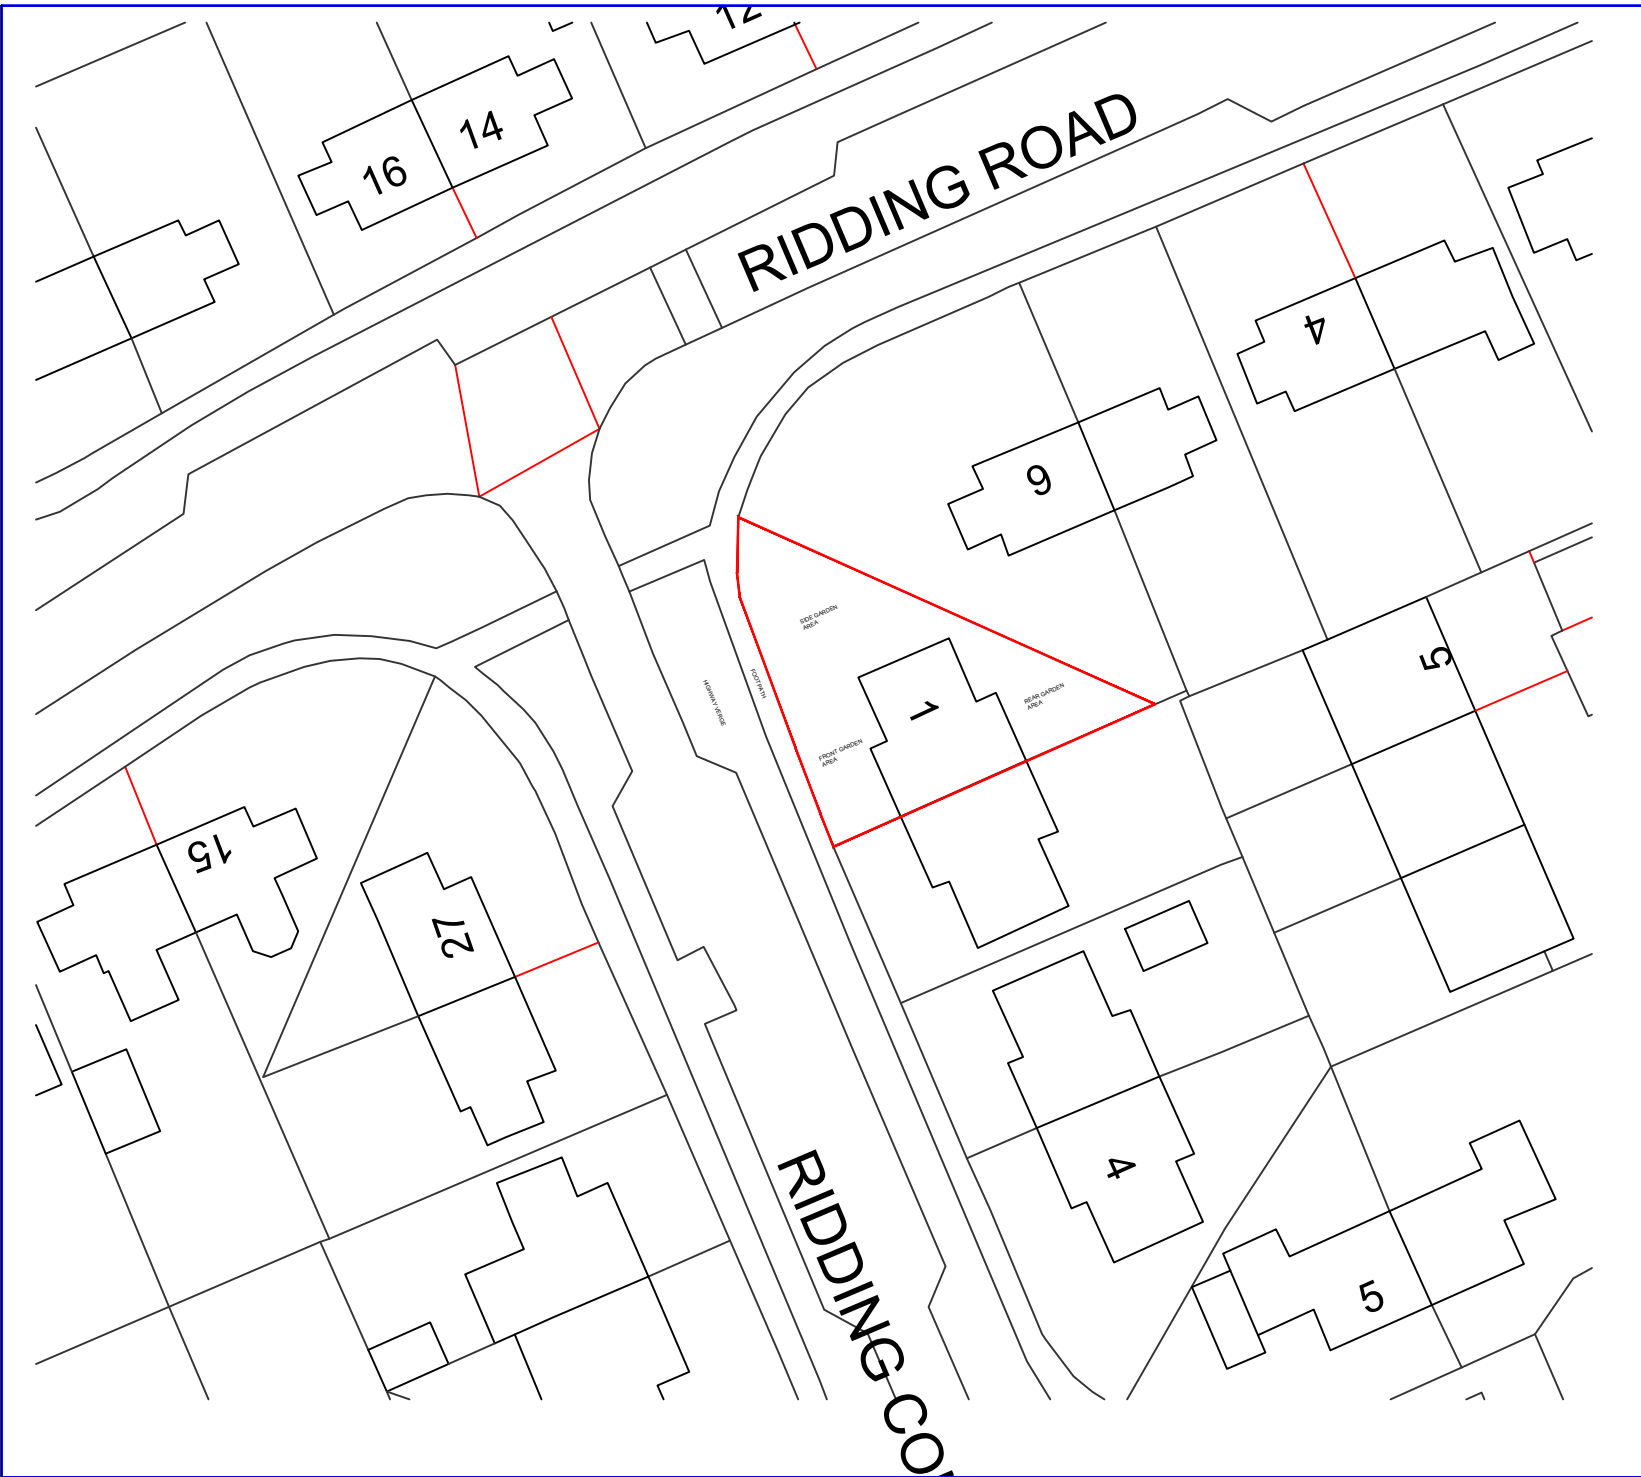 12
14
16
RIDDING ROAD
4
6
SIDE GARDEN
AREA
5
FOOTPATH
HIGHWAY VERGE
REAR GARDEN
AREA
1
FRONT GARDEN
AREA
15
27
4
5
RIDDING CO